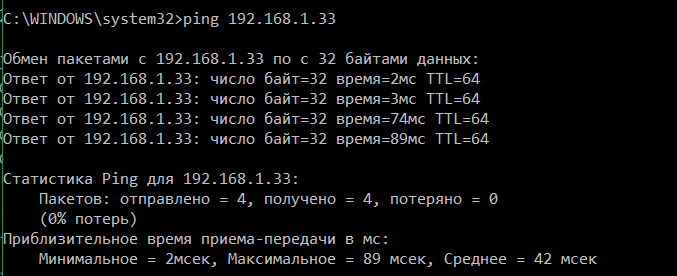 C:\WINDOWS\system32>ping 192.168.1.33
Обмен пакетами с 192.168.1.33 по с 32 байтами данных:
Ответ от 192.168.1.33: число байт=32 время=2мс TTL=64
Ответ от 192.168.1.33: число байт=32 время=3мс TTL=64
Ответ от 192.168.1.33: число байт=32 время=74мс TTL=64
Ответ от 192.168.1.33: число байт=32 время=89мс TTL=64
Статистика Ping для 192.168.1.33:
Пакетов: отправлено = 4, получено = 4, потеряно = 0
(0% потерь)
Приблизительное время приема-передачи в мс:
Минимальное = 2мсек, Максимальное = 89 мсек, Среднее = 42 мсек